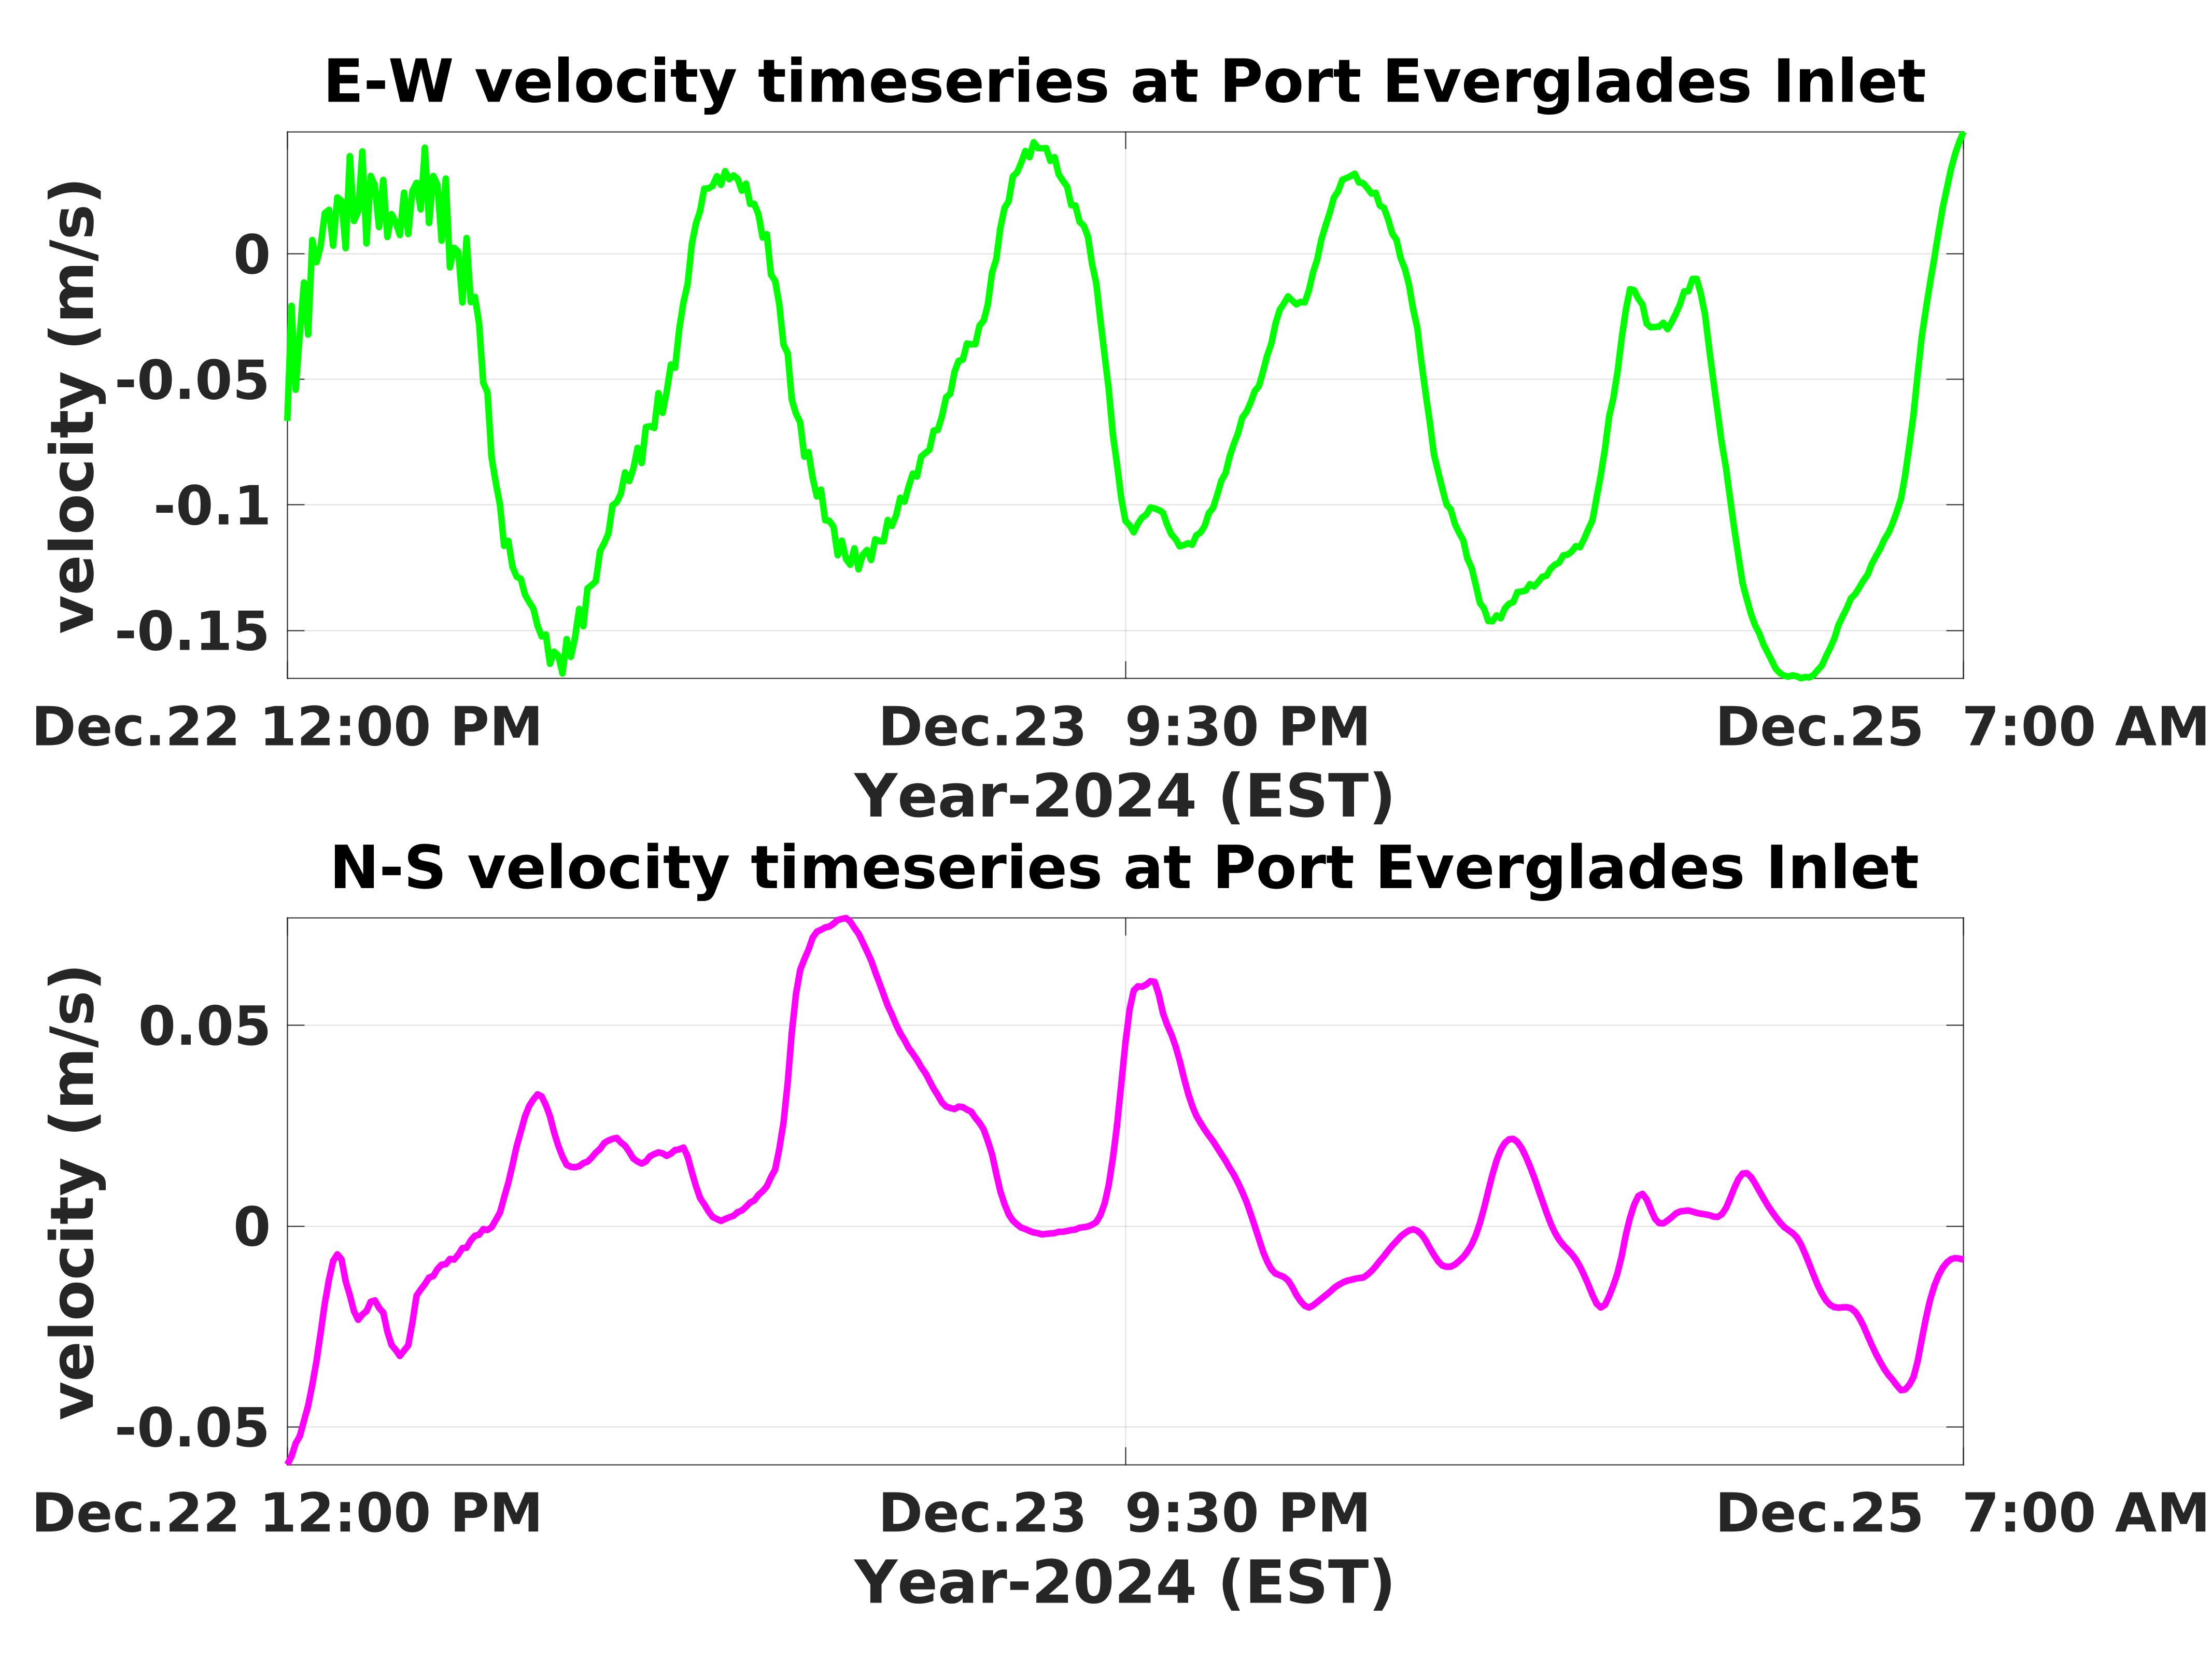 E-W velocity timeseries at Port Everglades Inlet
velocity (m/s)
0
-0.05
-0.1
-0.15
Dec.22 12:00 PM Dec.23  9:30 PM Dec.25  7:00 AM
Year-2024 (EST)
N-S velocity timeseries at Port Everglades Inlet
velocity (m/s)
0.05
0
-0.05
Dec.22 12:00 PM Dec.23  9:30 PM Dec.25  7:00 AM
Year-2024 (EST)